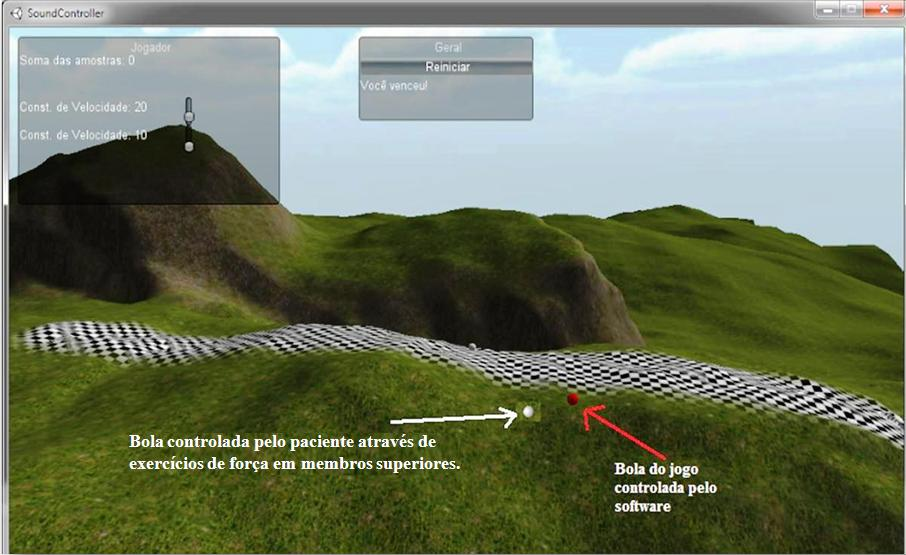 SoundController
Jogador
Soma das amostras: 0
Const. de Velocidade: 20
Const. de Velocidade: 10
Geral
Reiniciar
Você venceu!
Bola controlada pelo paciente através de
exercícios de força em membros superiores.
Bola do jogo
controlada pelo
software